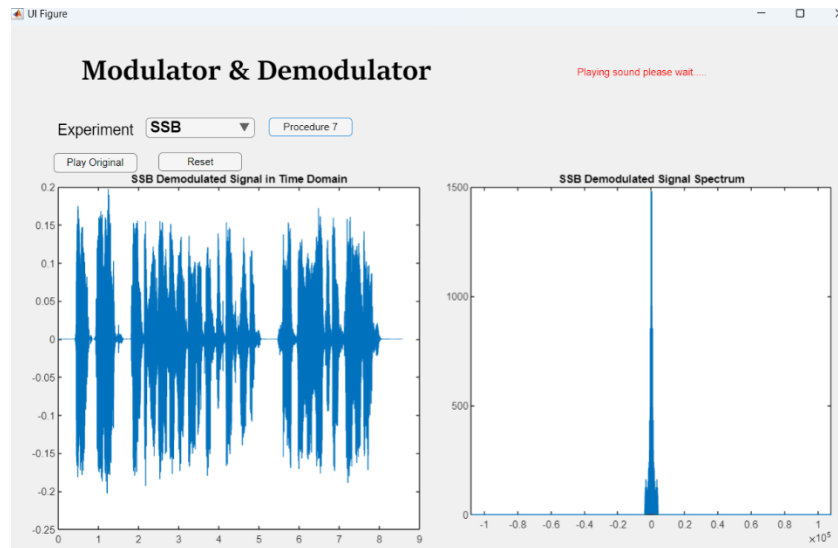 UI Figure
Modulator & Demodulator
Playing sound please wait.....
Experiment
SSB
Procedure 7
Play Original
Reset
SSB Demodulated Signal in Time Domain
0.2
0.15
0.1
0.05
0
-0.05
-0.1
-0.15
-0.2
-0.25
0 1 2 3 4 5 6 7 8 9
SSB Demodulated Signal Spectrum
1500
1000
500
0
-1 -0.8 -0.6 -0.4 -0.2 0 0.2 0.4 0.6 0.8 1
×10⁵